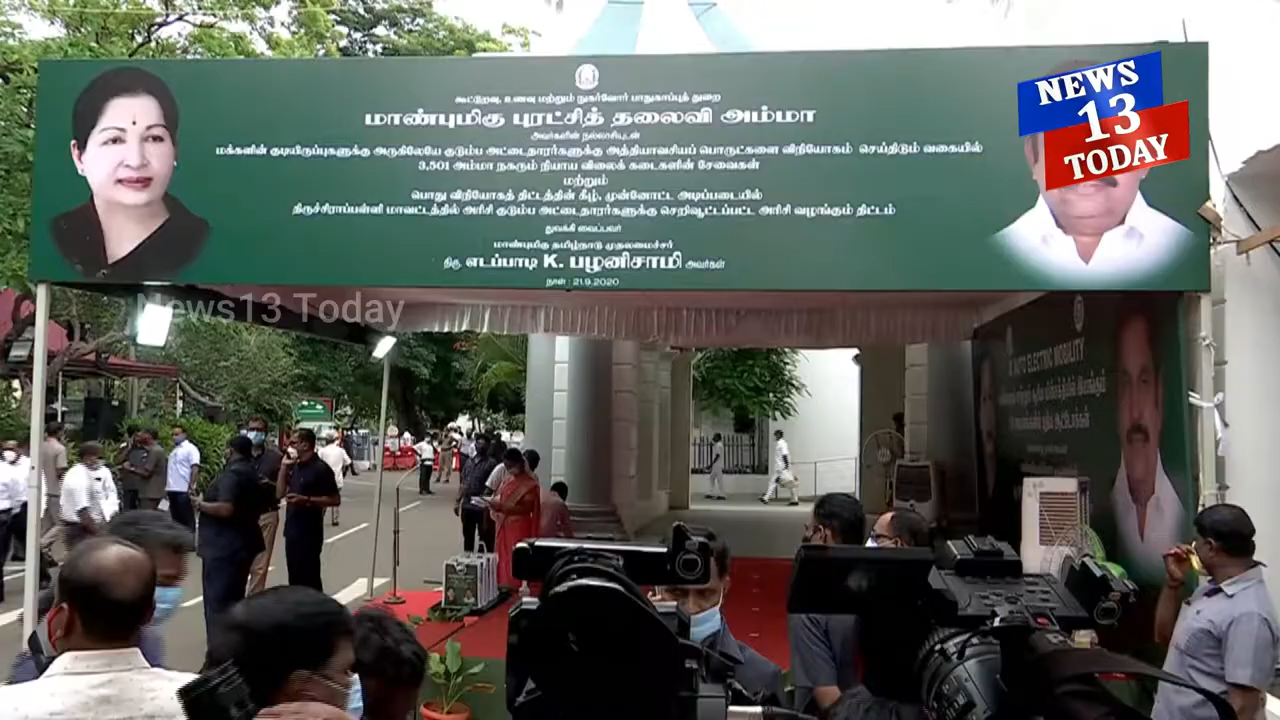 கூட்டுறவு, உணவு மற்றும் நுகர்வோர் பாதுகாப்புத் துறை
மாண்புமிகு புரட்சித் தலைவி அம்மா
அவர்களின் நல்லாசியுடன்
மக்களின் குடியிருப்புகளுக்கு அருகிலேயே குடும்ப அட்டைதாரர்களுக்கு அத்தியாவசியப் பொருட்களை விநியோகம் செய்திடும் வகையில்
3,501 அம்மா நகரும் நியாய விலைக் கடைகளின் சேவைகள்
மற்றும்
பொது விநியோகத் திட்டத்தின் கீழ், முன்னோட்ட அடிப்படையில்
திருச்சிராப்பள்ளி மாவட்டத்தில் அரிசி குடும்ப அட்டைதாரர்களுக்கு செறிவூட்டப்பட்ட அரிசி வழங்கும் திட்டம்
துவக்கி வைப்பவர்
மாண்புமிகு தமிழ்நாடு முதலமைச்சர்
திரு எடப்பாடி K. பழனிசாமி அவர்கள்
நாள் : 21.9.2020
NEWS
13
TODAY
News13 Today
AUTO ELECTRIC MOBILITY